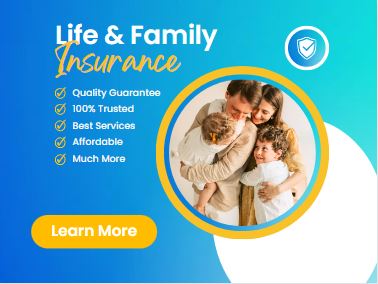 Life & Family
Insurance
Quality Guarantee
100% Trusted
Best Services
Affordable
Much More
Learn More